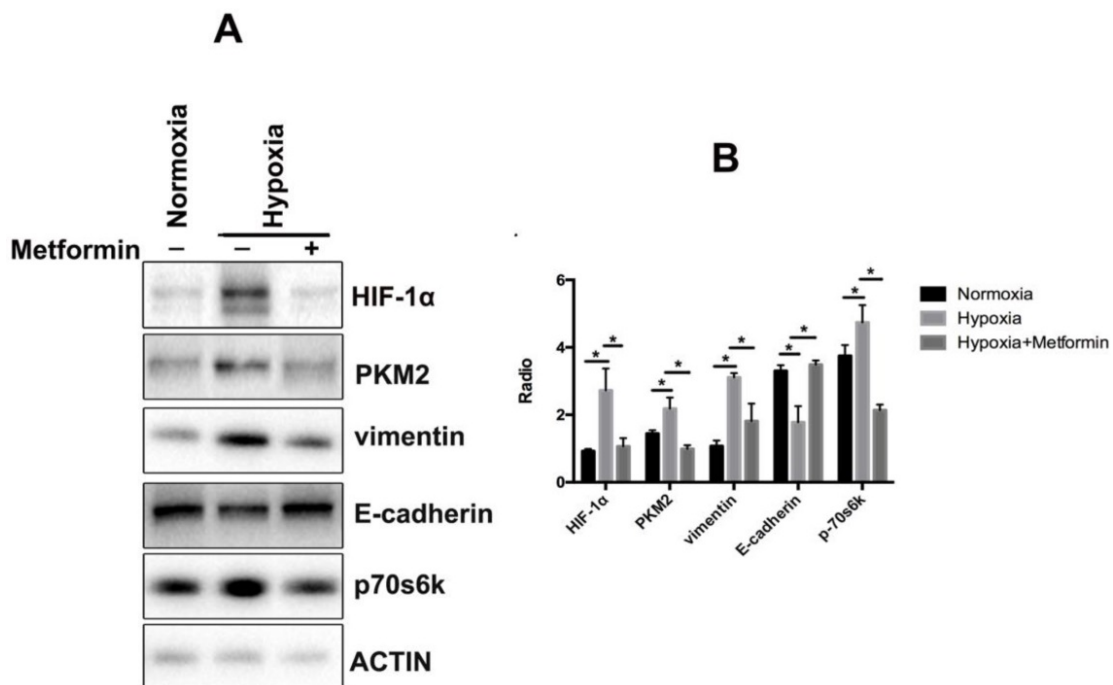 A
Normoxia
Hypoxia
Metformin − − +
HIF-1α
PKM2
vimentin
E-cadherin
p70s6k
ACTIN
B
Radio
6
4
2
0
* * * * * * * * * *
HIF-1α
PKM2
vimentin
E-cadherin
p-70s6k
Normoxia
Hypoxia
Hypoxia+Metformin